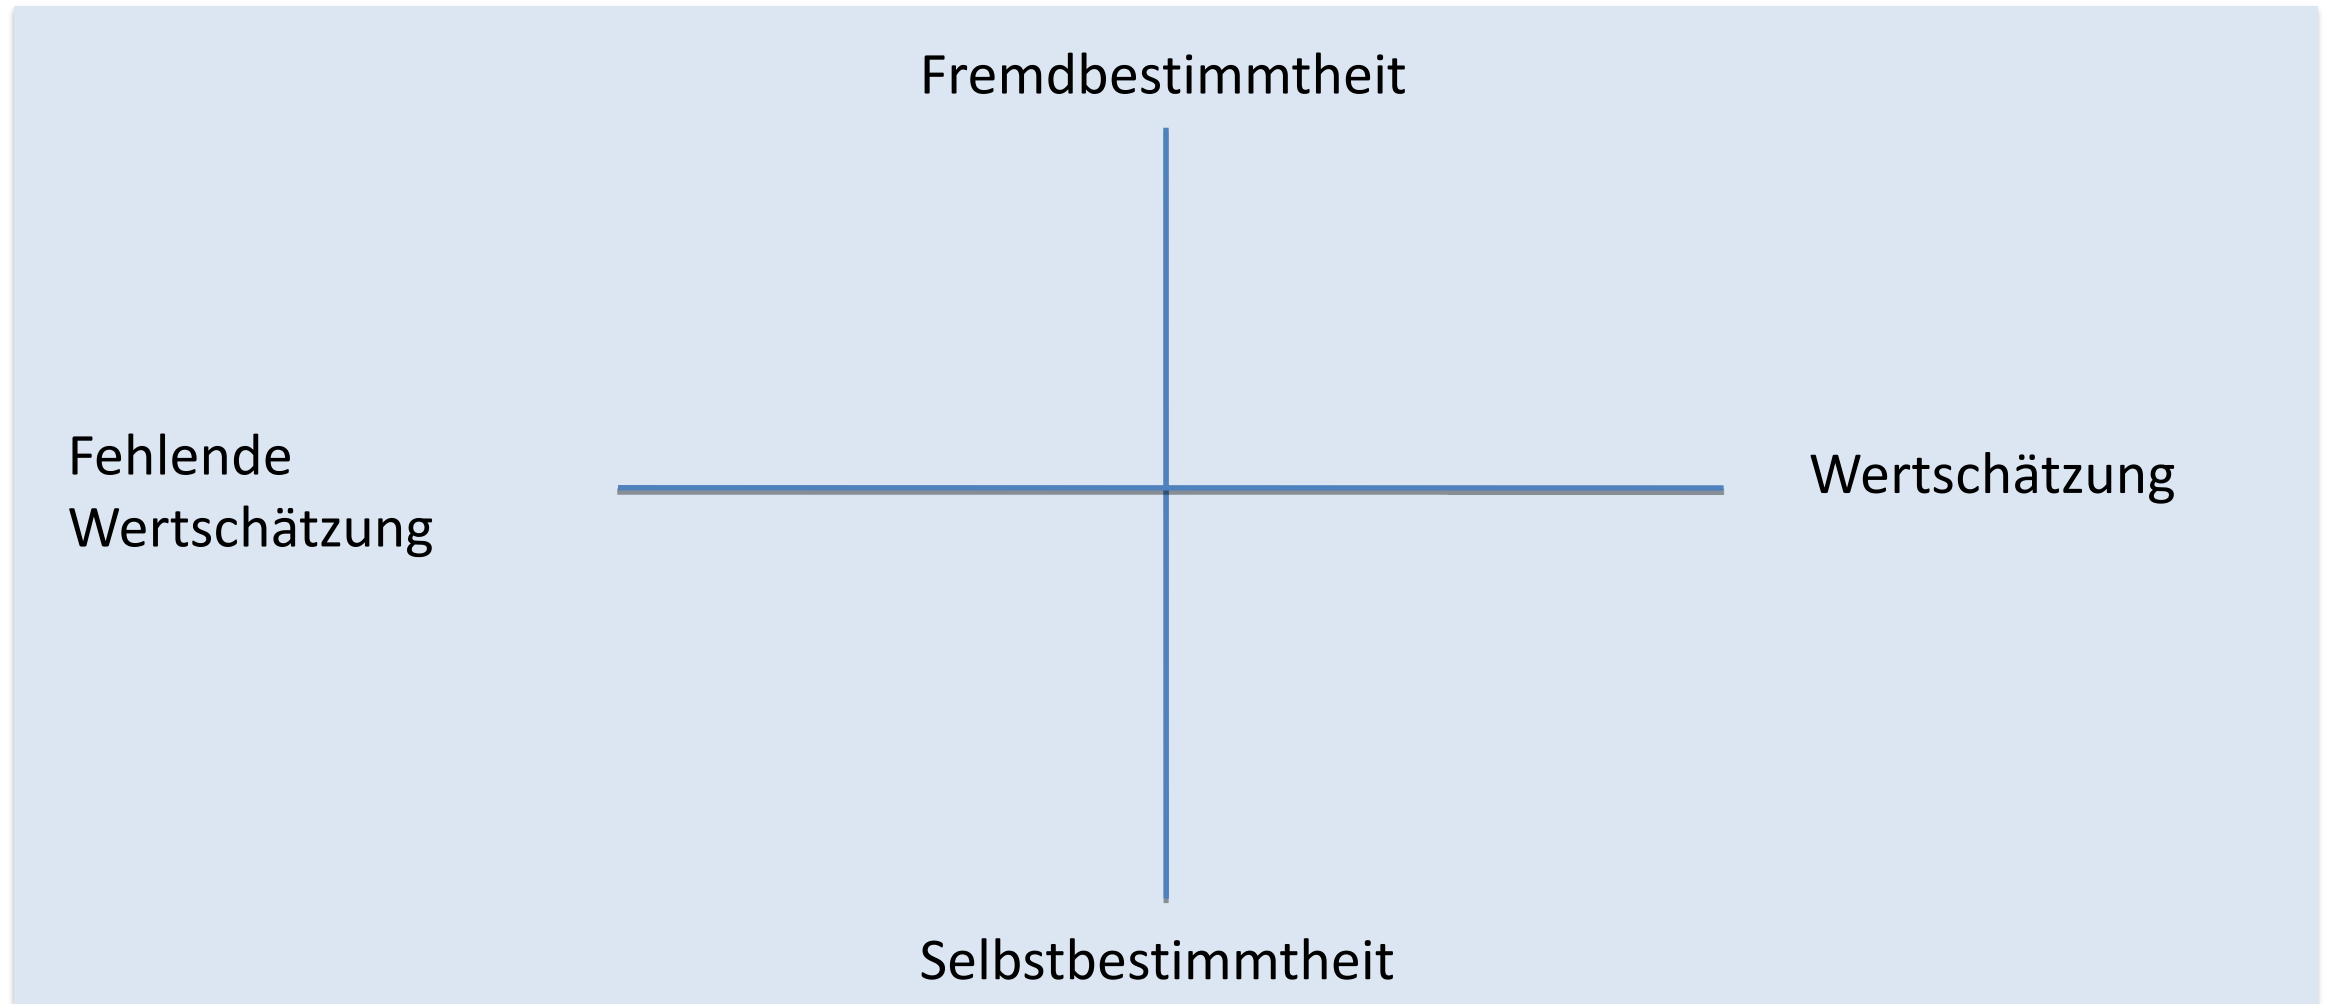 Fremdbestimmtheit
Fehlende
Wertschätzung
Wertschätzung
Selbstbestimmtheit